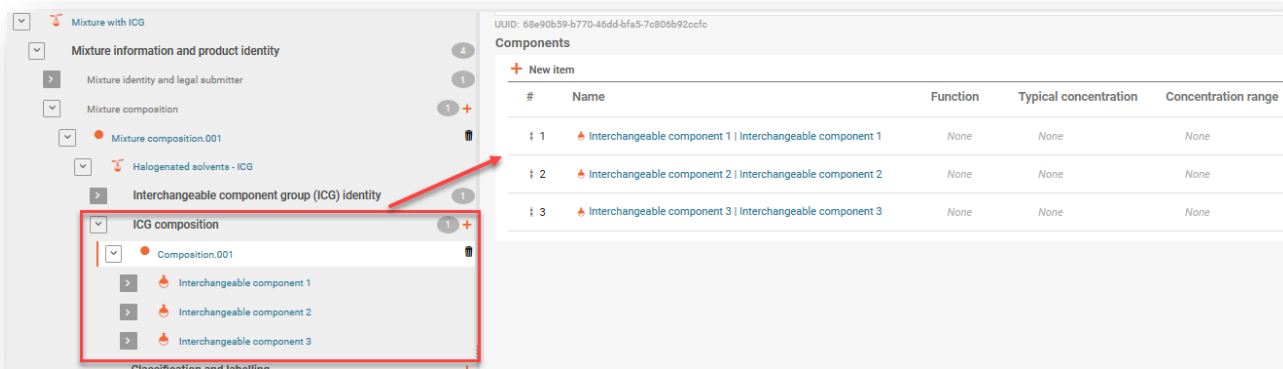 Mixture with ICG
Mixture information and product identity 4
Mixture identity and legal submitter 1
Mixture composition 1 +
Mixture composition.001
Halogenated solvents - ICG
Interchangeable component group (ICG) identity 1
ICG composition 1 +
Composition.001
Interchangeable component 1
Interchangeable component 2
Interchangeable component 3
Classification and labelling +
UUID: 68e90b59-b770-46dd-bfa5-7c806b92ccfc
Components
+ New item
# Name Function Typical concentration Concentration range
1 Interchangeable component 1 | Interchangeable component 1 None None None
2 Interchangeable component 2 | Interchangeable component 2 None None None
3 Interchangeable component 3 | Interchangeable component 3 None None None